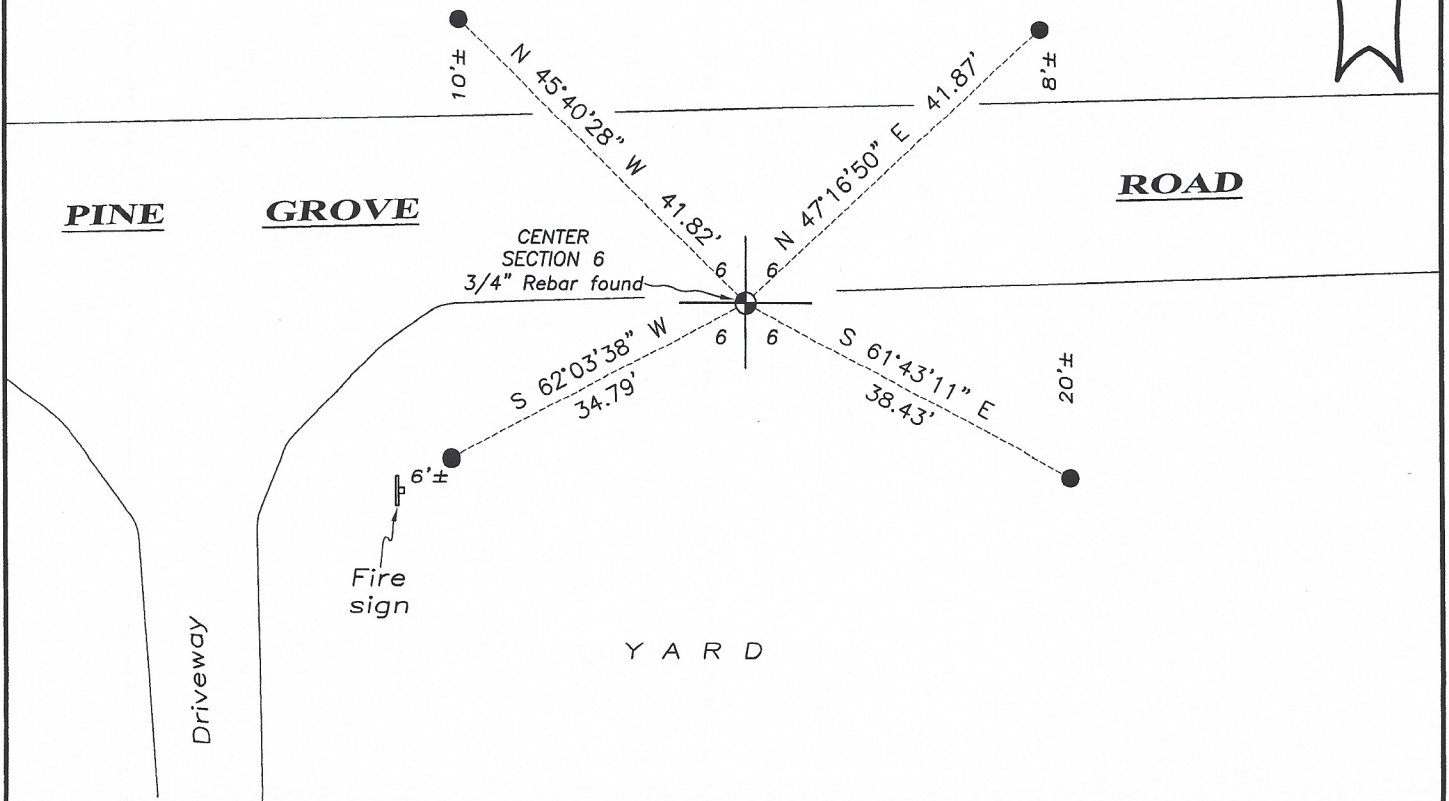 10'±
N 45°40'28" W 41.82'
N 47°16'50" E 41.87'
8'±
PINE GROVE ROAD
CENTER
SECTION 6
3/4" Rebar found
6 6
6 6
S 62°03'38" W
34.79'
S 61°43'11" E
38.43'
20'±
6'±
Fire
sign
Driveway
YARD